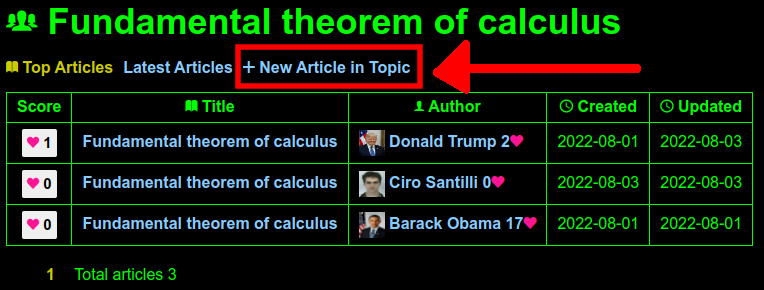 Fundamental theorem of calculus
Top Articles Latest Articles + New Article in Topic
Score Title Author Created Updated
1 Fundamental theorem of calculus Donald Trump 2 2022-08-01 2022-08-03
0 Fundamental theorem of calculus Ciro Santilli 0 2022-08-03 2022-08-03
0 Fundamental theorem of calculus Barack Obama 17 2022-08-01 2022-08-01
1 Total articles 3